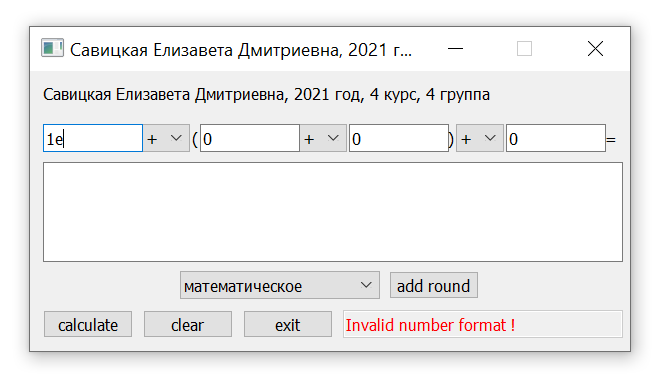 Савицкая Елизавета Дмитриевна, 2021 г...
Савицкая Елизавета Дмитриевна, 2021 год, 4 курс, 4 группа
1e + ( 0 + 0 ) + 0 =
математическое add round
calculate clear exit Invalid number format !